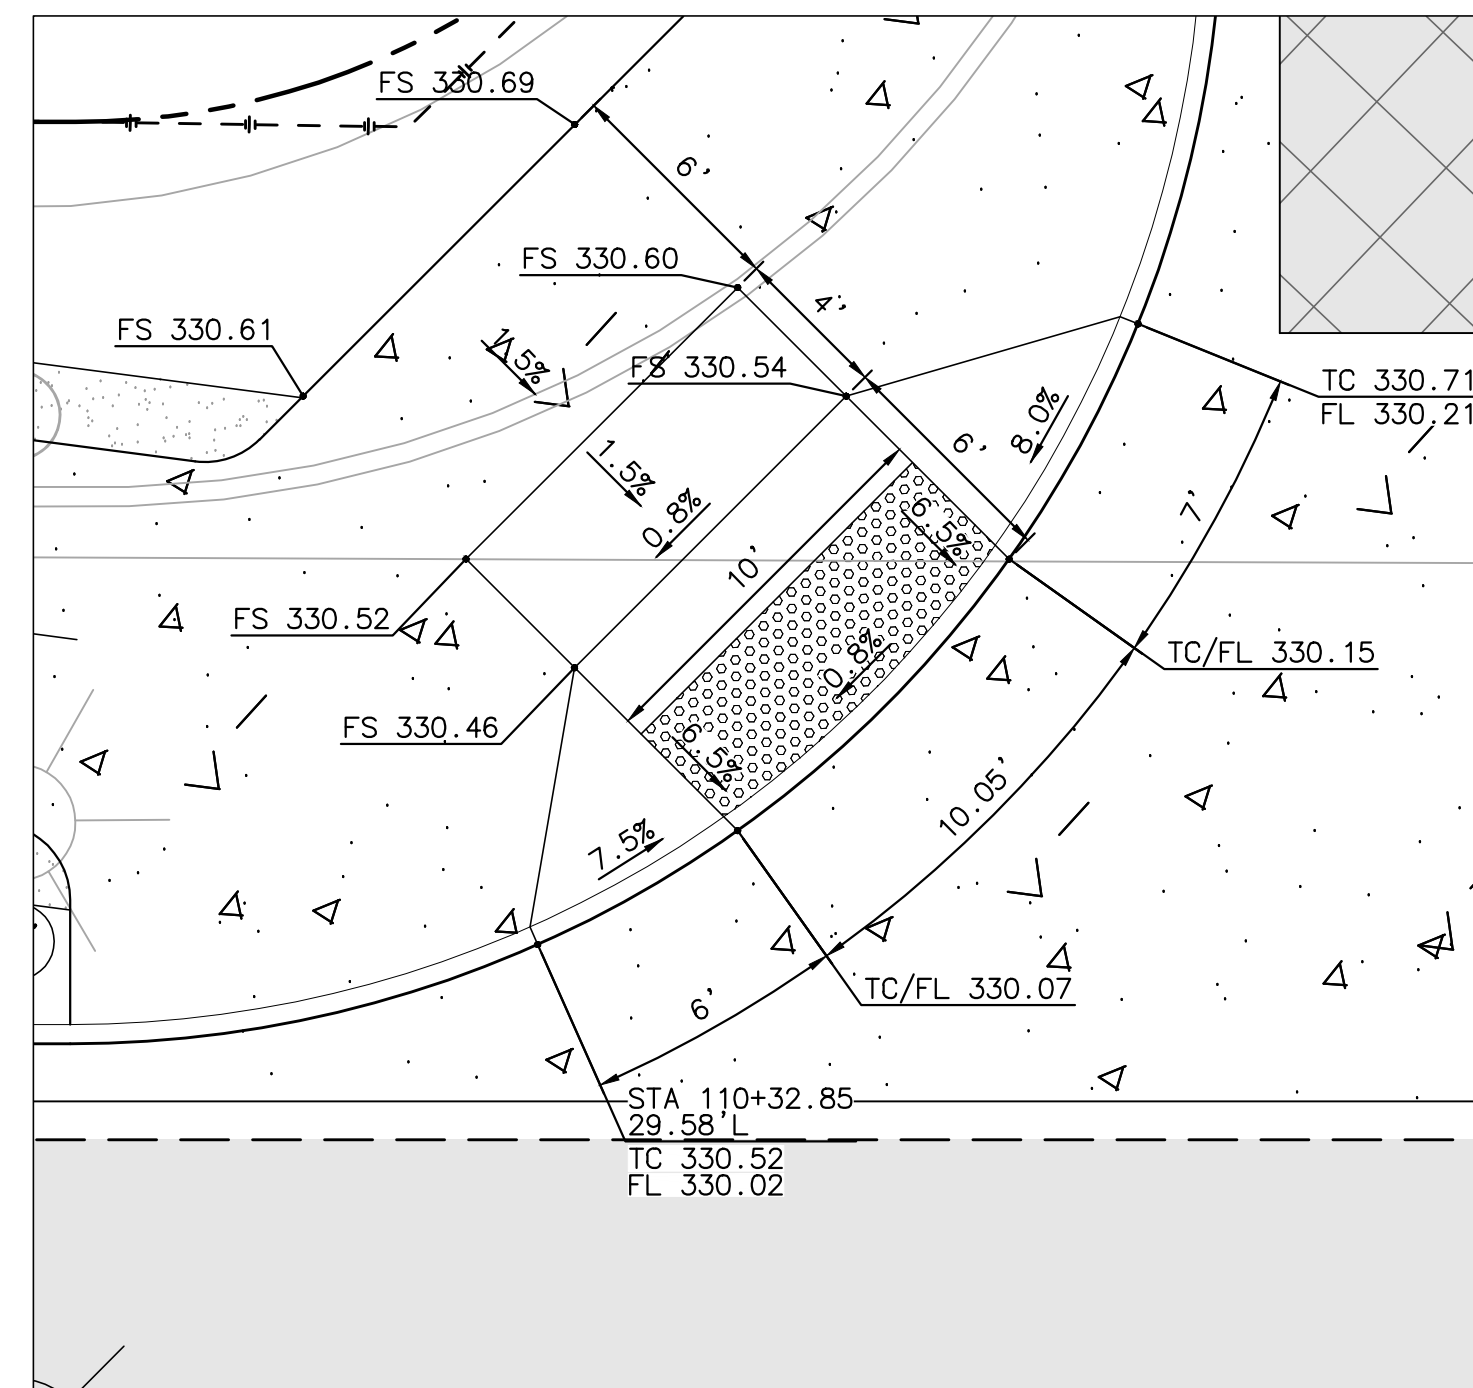 FS 330.69
6'
FS 330.60
4'
FS 330.61
1.5%
FS 330.54
TC 330.71
FL 330.21
8.0%
6'
1.5%
0.8%
6.5%
7'
10'
FS 330.52
TC/FL 330.15
0.8%
FS 330.46
6.5%
10.05'
7.5%
TC/FL 330.07
6'
STA 110+32.85
29.58' L
TC 330.52
FL 330.02